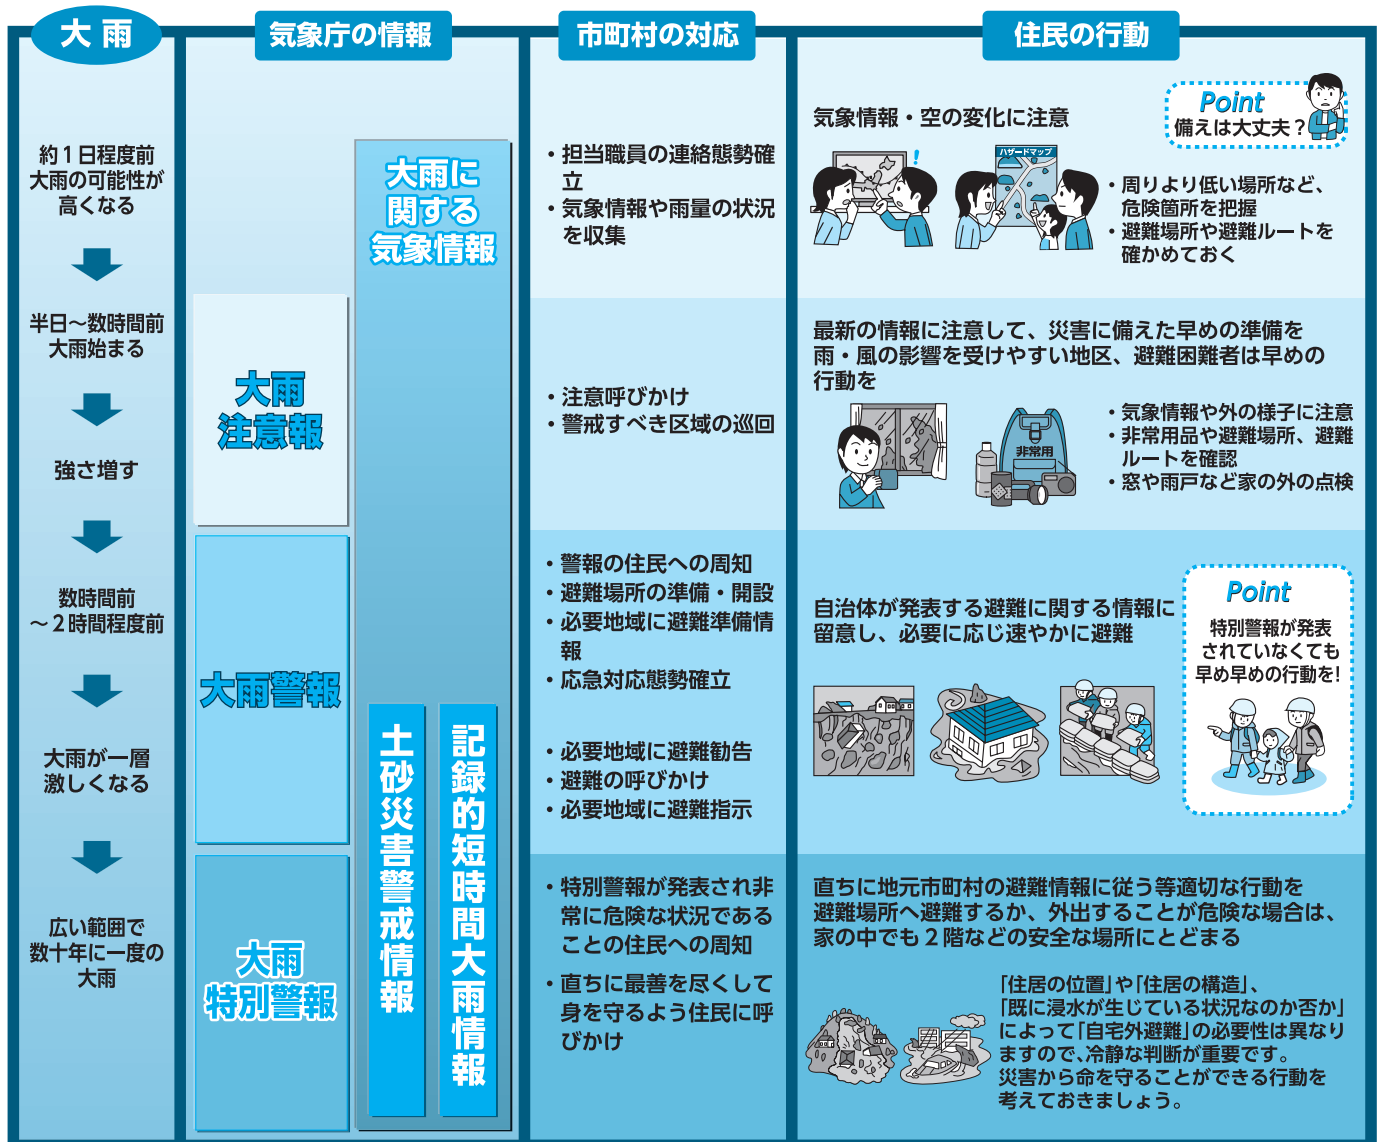 大雨
気象庁の情報
市町村の対応
住民の行動
約1日程度前
大雨の可能性が
高くなる
半日～数時間前
大雨始まる
強さ増す
数時間前
～2時間程度前
大雨が一層
激しくなる
広い範囲で
数十年に一度の
大雨
大雨に
関する
気象情報
大雨
注意報
大雨警報
大雨
特別警報
土砂災害警戒情報
記録的短時間大雨情報
・担当職員の連絡態勢確
立
・気象情報や雨量の状況
を収集
・注意呼びかけ
・警戒すべき区域の巡回
・警報の住民への周知
・避難場所の準備・開設
・必要地域に避難準備情
報
・応急対応態勢確立
・必要地域に避難勧告
・避難の呼びかけ
・必要地域に避難指示
・特別警報が発表され非
常に危険な状況である
ことの住民への周知
・直ちに最善を尽くして
身を守るよう住民に呼
びかけ
気象情報・空の変化に注意
Point
備えは大丈夫？
ハザードマップ
・周りより低い場所など、
危険箇所を把握
・避難場所や避難ルートを
確かめておく
最新の情報に注意して、災害に備えた早めの準備を
雨・風の影響を受けやすい地区、避難困難者は早めの
行動を
非常用
・気象情報や外の様子に注意
・非常用品や避難場所、避難
ルートを確認
・窓や雨戸など家の外の点検
自治体が発表する避難に関する情報に
留意し、必要に応じ速やかに避難
Point
特別警報が発表
されていなくても
早め早めの行動を!
直ちに地元市町村の避難情報に従う等適切な行動を
避難場所へ避難するか、外出することが危険な場合は、
家の中でも2階などの安全な場所にとどまる
「住居の位置」や「住居の構造」、
「既に浸水が生じている状況なのか否か」
によって「自宅外避難」の必要性は異なり
ますので、冷静な判断が重要です。
災害から命を守ることができる行動を
考えておきましょう。